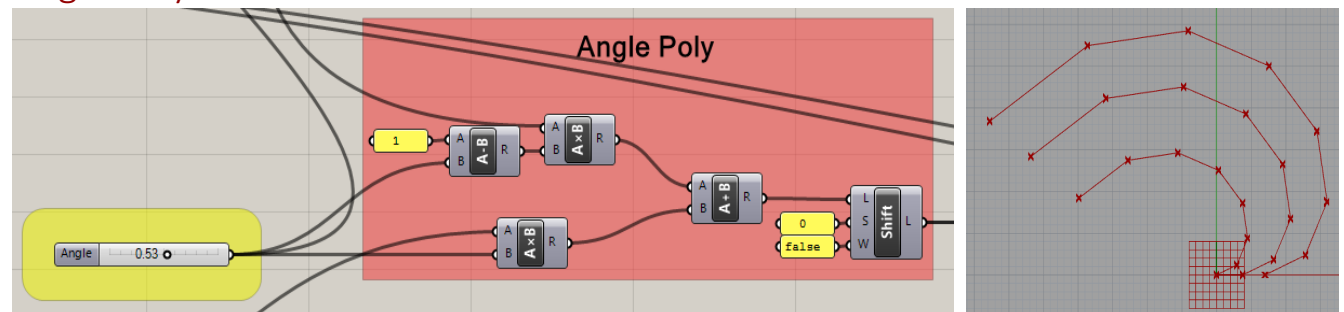 Angle Poly
1
A
B
A-B
R
A
B
A×B
R
A
B
A+B
R
L
S
W
Shift
L
0
false
A
B
A×B
R
Angle
0.53